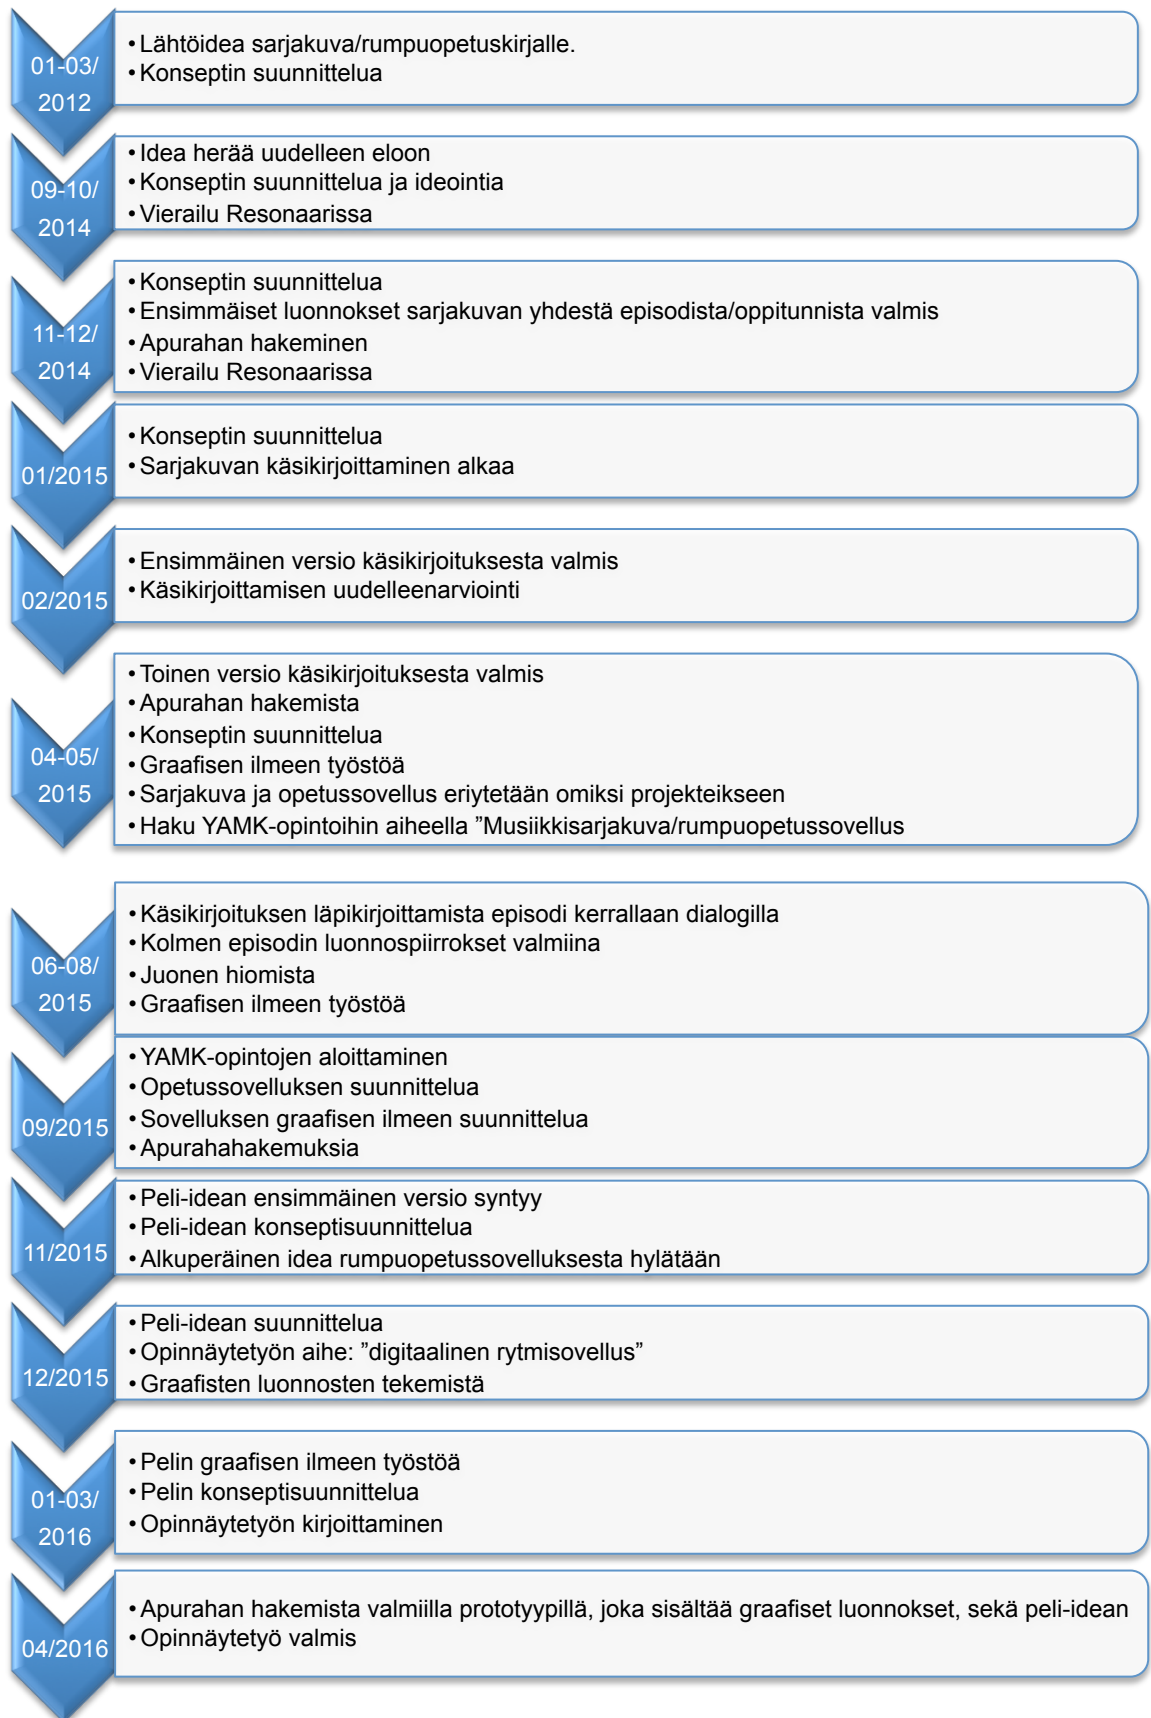 01-03/
2012
• Lähtöidea sarjakuva/rumpuopetuskirjalle.
• Konseptin suunnittelua
09-10/
2014
• Idea herää uudelleen eloon
• Konseptin suunnittelua ja ideointia
• Vierailu Resonaarissa
11-12/
2014
• Konseptin suunnittelua
• Ensimmäiset luonnokset sarjakuvan yhdestä episodista/oppitunnista valmis
• Apurahan hakeminen
• Vierailu Resonaarissa
01/2015
• Konseptin suunnittelua
• Sarjakuvan käsikirjoittaminen alkaa
02/2015
• Ensimmäinen versio käsikirjoituksesta valmis
• Käsikirjoittamisen uudelleenarviointi
04-05/
2015
• Toinen versio käsikirjoituksesta valmis
• Apurahan hakemista
• Konseptin suunnittelua
• Graafisen ilmeen työstöä
• Sarjakuva ja opetussovellus eriytetään omiksi projekteikseen
• Haku YAMK-opintoihin aiheella ”Musiikkisarjakuva/rumpuopetussovellus
06-08/
2015
• Käsikirjoituksen läpikirjoittamista episodi kerrallaan dialogilla
• Kolmen episodin luonnospiirrokset valmiina
• Juonen hiomista
• Graafisen ilmeen työstöä
09/2015
• YAMK-opintojen aloittaminen
• Opetussovelluksen suunnittelua
• Sovelluksen graafisen ilmeen suunnittelua
• Apurahahakemuksia
11/2015
• Peli-idean ensimmäinen versio syntyy
• Peli-idean konseptisuunnittelua
• Alkuperäinen idea rumpuopetussovelluksesta hylätään
12/2015
• Peli-idean suunnittelua
• Opinnäytetyön aihe: ”digitaalinen rytmisovellus”
• Graafisten luonnosten tekemistä
01-03/
2016
• Pelin graafisen ilmeen työstöä
• Pelin konseptisuunnittelua
• Opinnäytetyön kirjoittaminen
04/2016
• Apurahan hakemista valmiilla prototyypillä, joka sisältää graafiset luonnokset, sekä peli-idean
• Opinnäytetyö valmis